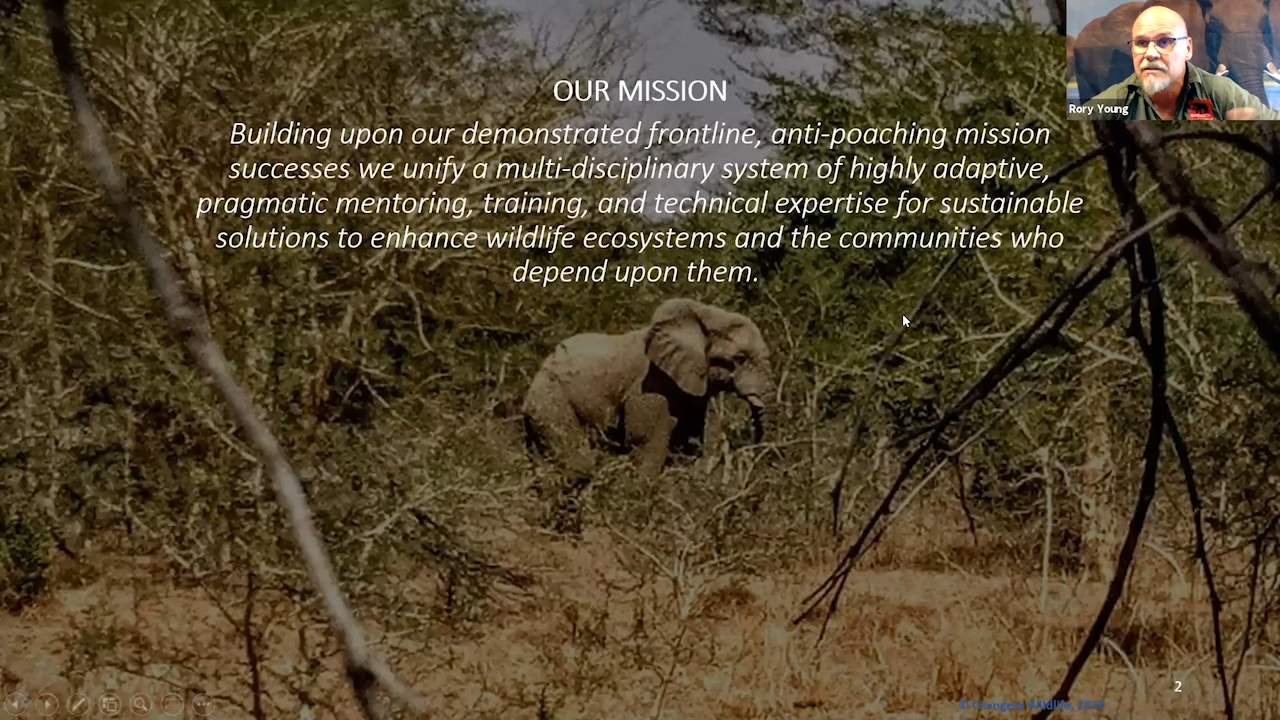 OUR MISSION
Building upon our demonstrated frontline, anti-poaching mission
successes we unify a multi-disciplinary system of highly adaptive,
pragmatic mentoring, training, and technical expertise for sustainable
solutions to enhance wildlife ecosystems and the communities who
depend upon them.
Rory Young
2